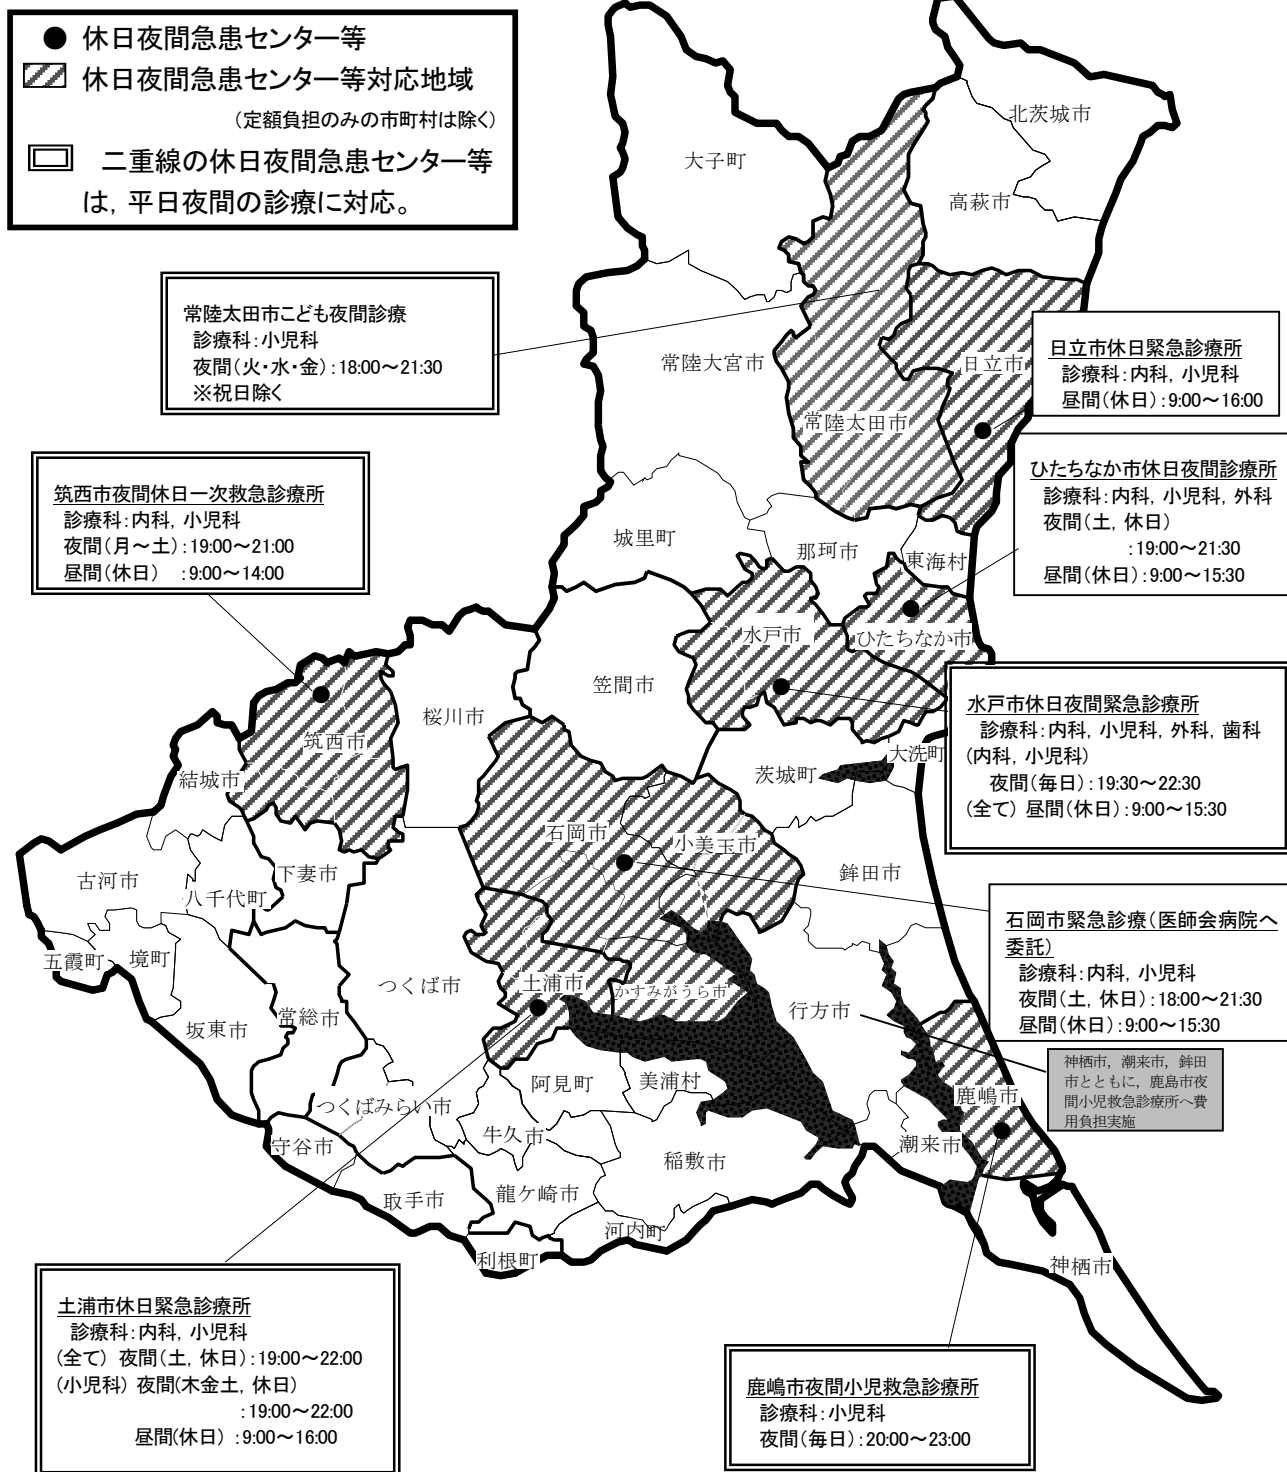 ● 休日夜間急患センター等
休日夜間急患センター等対応地域
(定額負担のみの市町村は除く)
二重線の休日夜間急患センター等
は，平日夜間の診療に対応。
北茨城市
大子町
高萩市
常陸太田市こども夜間診療
診療科：小児科
夜間（火・水・金）：18:00～21:30
※祝日除く
常陸大宮市
日立市
常陸太田市
日立市休日緊急診療所
診療科：内科，小児科
昼間（休日）：9:00～16:00
ひたちなか市休日夜間診療所
診療科：内科，小児科，外科
夜間（土，休日）
：19:00～21:30
昼間（休日）：9:00～15:30
筑西市夜間休日一次救急診療所
診療科：内科，小児科
夜間（月～土）：19:00～21:00
昼間（休日）：9:00～14:00
城里町
那珂市
東海村
水戸市
ひたちなか市
笠間市
桜川市
筑西市
結城市
茨城町
大洗町
水戸市休日夜間緊急診療所
診療科：内科，小児科，外科，歯科
（内科，小児科）
夜間（毎日）：19:30～22:30
（全て） 昼間（休日）：9:00～15:30
石岡市
小美玉市
鉾田市
古河市
八千代町
下妻市
五霞町
境町
坂東市
常総市
つくば市
土浦市
かすみがうら市
行方市
石岡市緊急診療（医師会病院へ
委託）
診療科：内科，小児科
夜間（土，休日）：18:00～21:30
昼間（休日）：9:00～15:30
神栖市，潮来市，鉾田
市とともに，鹿島市夜
間小児救急診療所へ費
用負担実施
阿見町
美浦村
鹿嶋市
つくばみらい市
牛久市
守谷市
稲敷市
潮来市
取手市
龍ケ崎市
河内町
利根町
神栖市
土浦市休日緊急診療所
診療科：内科，小児科
（全て） 夜間（土，休日）：19:00～22:00
（小児科） 夜間（木金土，休日）
：19:00～22:00
昼間（休日）：9:00～16:00
鹿嶋市夜間小児救急診療所
診療科：小児科
夜間（毎日）：20:00～23:00